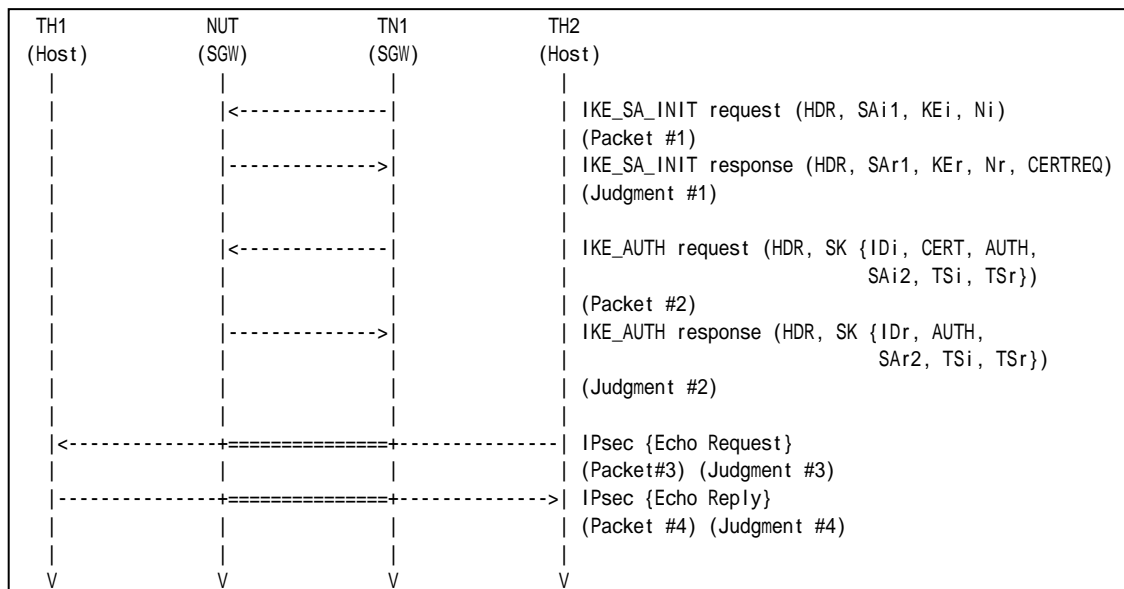 TH1 NUT TN1 TH2
(Host) (SGW) (SGW) (Host)
| | | |
| |<--------------| | IKE_SA_INIT request (HDR, SAi1, KEi, Ni)
| | | | (Packet #1)
| |-------------->| | IKE_SA_INIT response (HDR, SAr1, KEr, Nr, CERTREQ)
| | | | (Judgment #1)
| | | |
| |<--------------| | IKE_AUTH request (HDR, SK {IDi, CERT, AUTH,
| | | | SAi2, TSi, TSr})
| | | | (Packet #2)
| |-------------->| | IKE_AUTH response (HDR, SK {IDr, AUTH,
| | | | SAr2, TSi, TSr})
| | | | (Judgment #2)
| | | |
|<--------------+===============+--------------| IPsec {Echo Request}
| | | | (Packet#3) (Judgment #3)
|---------------+===============+------------->| IPsec {Echo Reply}
| | | | (Packet #4) (Judgment #4)
| | | |
V V V V